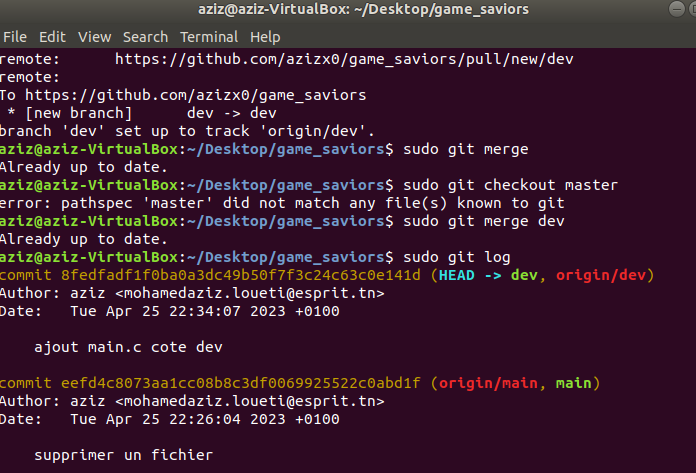 aziz@aziz-VirtualBox: ~/Desktop/game_saviors
File Edit View Search Terminal Help
remote:      https://github.com/azizx0/game_saviors/pull/new/dev
remote:
To https://github.com/azizx0/game_saviors
 * [new branch]      dev -> dev
branch 'dev' set up to track 'origin/dev'.
aziz@aziz-VirtualBox:~/Desktop/game_saviors$ sudo git merge
Already up to date.
aziz@aziz-VirtualBox:~/Desktop/game_saviors$ sudo git checkout master
error: pathspec 'master' did not match any file(s) known to git
aziz@aziz-VirtualBox:~/Desktop/game_saviors$ sudo git merge dev
Already up to date.
aziz@aziz-VirtualBox:~/Desktop/game_saviors$ sudo git log
commit 8fedfadf1f0ba0a3dc49b50f7f3c24c63c0e141d (HEAD -> dev, origin/dev)
Author: aziz <mohamedaziz.loueti@esprit.tn>
Date:   Tue Apr 25 22:34:07 2023 +0100
    ajout main.c cote dev
commit eefd4c8073aa1cc08b8c3df0069925522c0abd1f (origin/main, main)
Author: aziz <mohamedaziz.loueti@esprit.tn>
Date:   Tue Apr 25 22:26:04 2023 +0100
    supprimer un fichier